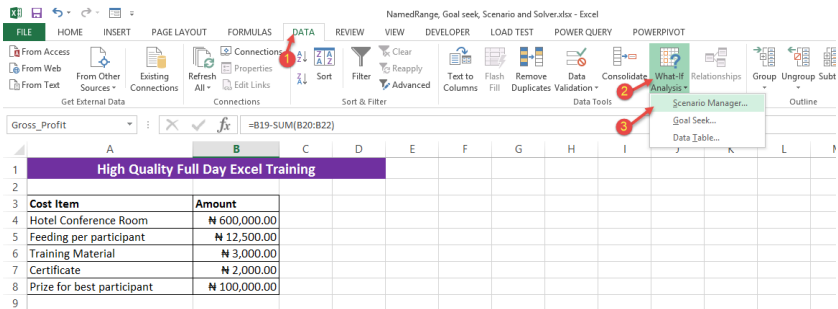 NamedRange, Goal seek, Scenario and Solver.xlsx - Excel
FILE HOME INSERT PAGE LAYOUT FORMULAS DATA REVIEW VIEW DEVELOPER LOAD TEST POWER QUERY POWERPIVOT
From Access
From Web
From Text
From Other Sources
Existing Connections
Get External Data
Refresh All
Connections
Properties
Edit Links
Connections
1
Sort
Filter
Clear
Reapply
Advanced
Sort & Filter
Text to Columns
Flash Fill
Remove Duplicates
Data Validation
Consolidate
2
What-If Analysis
Relationships
Data Tools
Group
Ungroup
Outline
3
Scenario Manager...
Goal Seek...
Data Table...
Gross_Profit
fx
=B19-SUM(B20:B22)
A B C D E F G H I J K L
1 High Quality Full Day Excel Training
2
3 Cost Item Amount
4 Hotel Conference Room ₦ 600,000.00
5 Feeding per participant ₦ 12,500.00
6 Training Material ₦ 3,000.00
7 Certificate ₦ 2,000.00
8 Prize for best participant ₦ 100,000.00
9